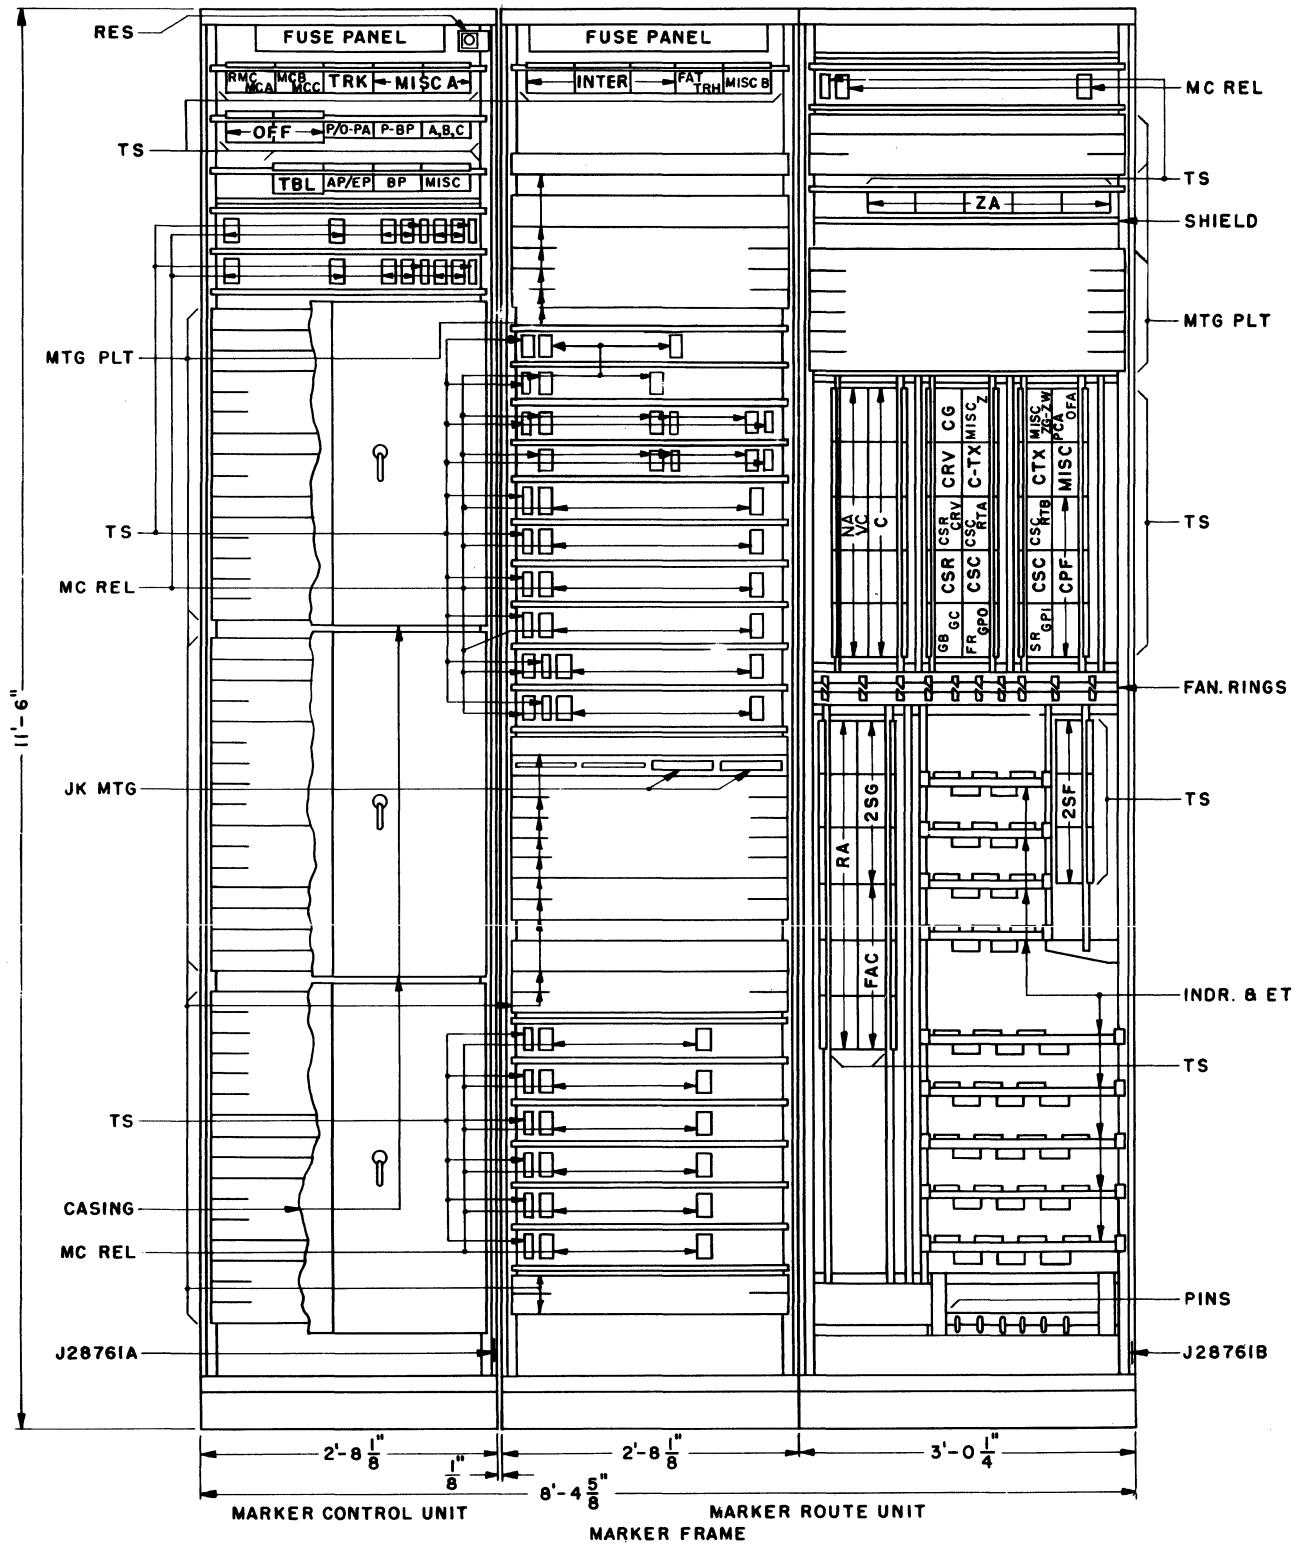 RES
FUSE PANEL
FUSE PANEL
RMC
MCA
MCB
MCC
TRK
MISC A
INTER
FAT
TRH
MISC B
MC REL
OFF
P/O-PA
P-BP
A,B,C
TS
TBL
AP/EP
BP
MISC
TS
ZA
SHIELD
MTG PLT
MTG PLT
NA
VC
C
CG
CRV
CSR
CRV
CSR
GB
GC
MISC
Z
C-TX
CSC
RTA
CSC
FR
GPO
MISC
ZG-ZW
CTX
CSC
RTB
CSC
SR
GPI
PCA
OFA
MISC
CPF
TS
TS
MC REL
FAN. RINGS
11'-6"
JK MTG
RA
2SG
FAC
2SF
TS
INDR. & ET
TS
TS
CASING
MC REL
PINS
J28761A
J28761B
2'-8 1/8"
2'-8 1/8"
3'-0 1/4"
1/8"
8'-4 5/8"
MARKER CONTROL UNIT
MARKER ROUTE UNIT
MARKER FRAME